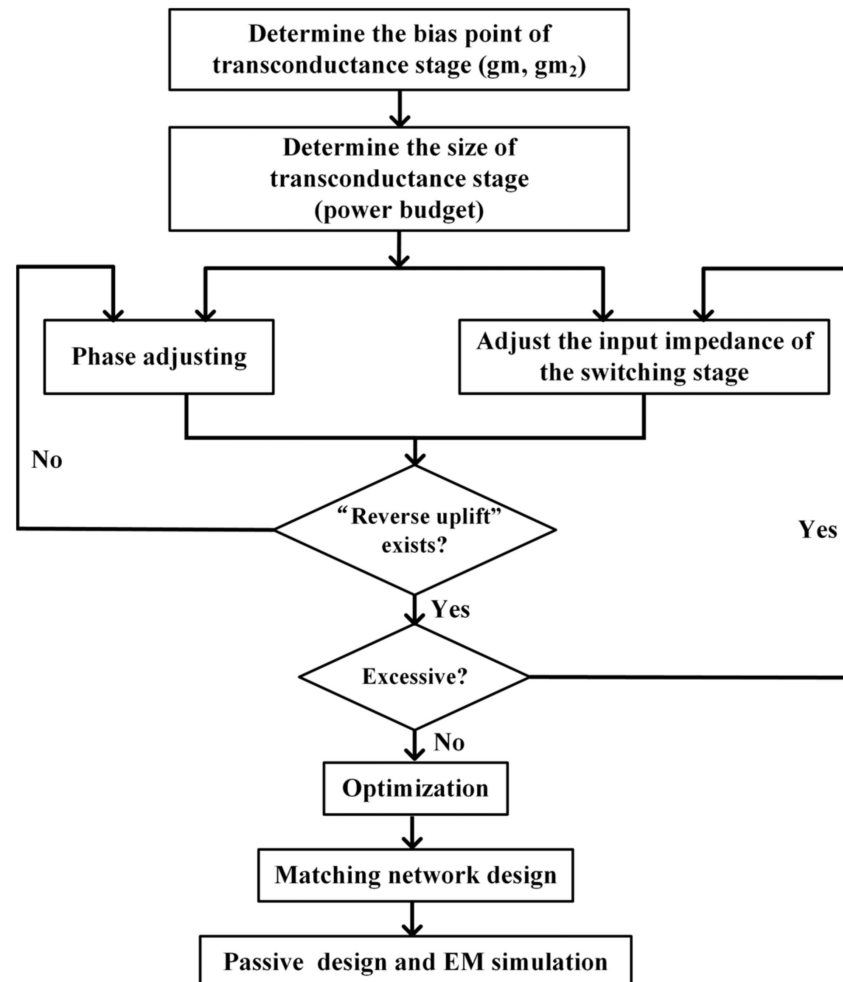 Determine the bias point of
transconductance stage (gm, gm₂)
Determine the size of
transconductance stage
(power budget)
Phase adjusting
Adjust the input impedance of
the switching stage
No
“Reverse uplift”
exists?
Yes
Yes
Excessive?
No
Optimization
Matching network design
Passive design and EM simulation